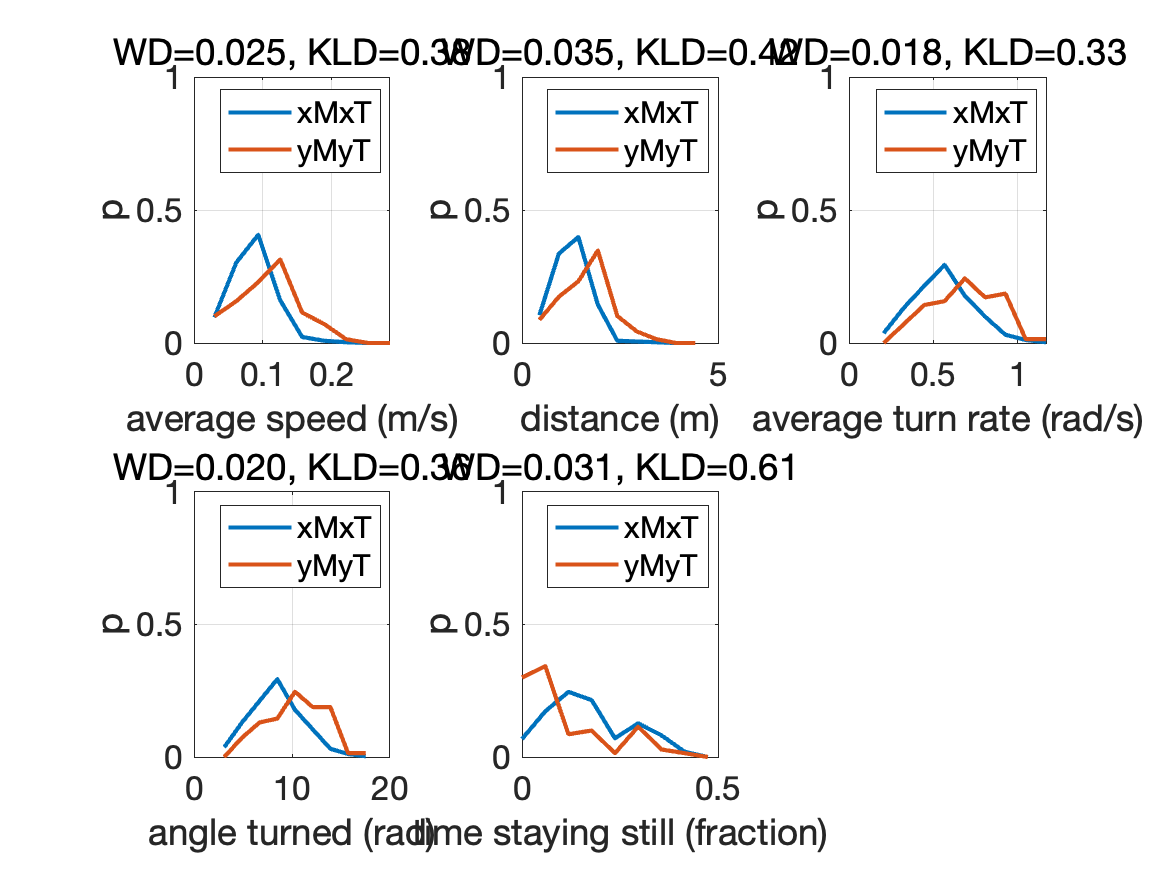 WD=0.025, KLD=0.38
1
xMxT
yMyT
p
0.5
0
0 0.1 0.2
average speed (m/s)
WD=0.035, KLD=0.42
1
xMxT
yMyT
p
0.5
0
0 5
distance (m)
WD=0.018, KLD=0.33
1
xMxT
yMyT
p
0.5
0
0 0.5 1
average turn rate (rad/s)
WD=0.020, KLD=0.36
1
xMxT
yMyT
p
0.5
0
0 10 20
angle turned (rad)
WD=0.031, KLD=0.61
1
xMxT
yMyT
p
0.5
0
0 0.5
time staying still (fraction)